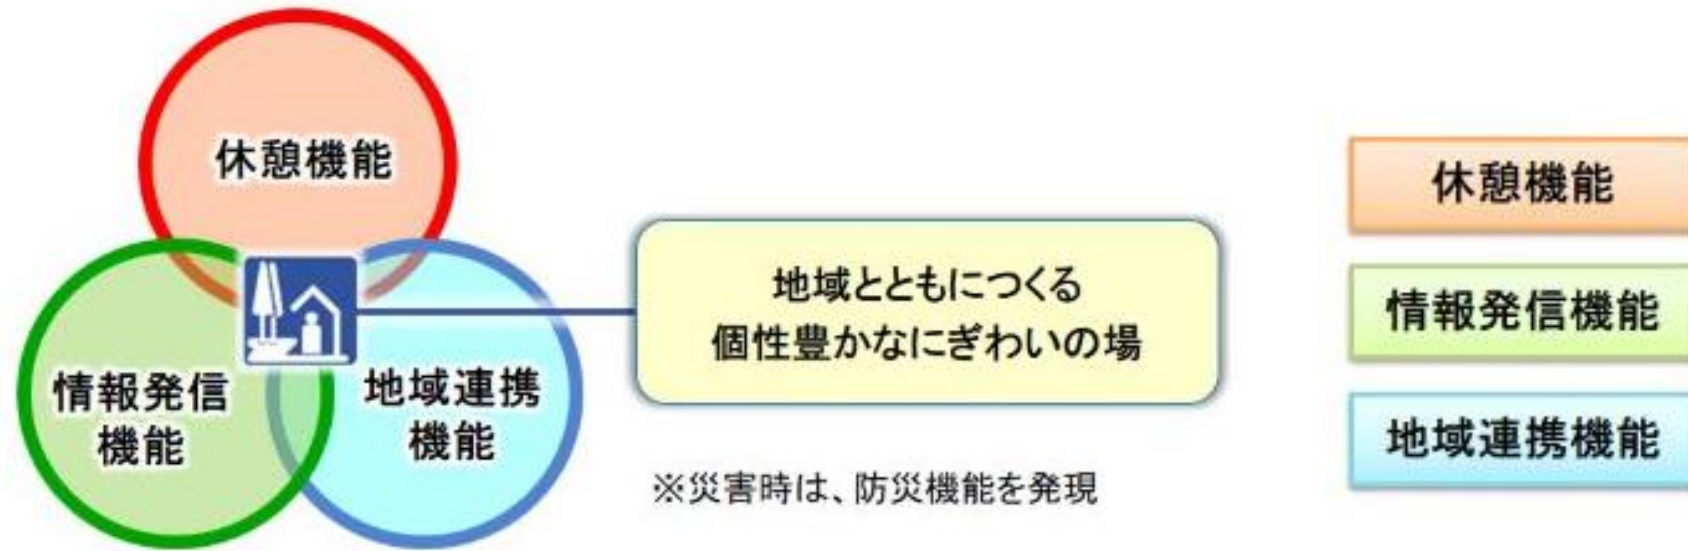 休憩機能
情報発信
機能
地域連携
機能
地域とともにつくる
個性豊かなにぎわいの場
※災害時は、防災機能を発現
休憩機能
情報発信機能
地域連携機能